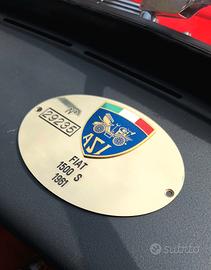 N°
29235
ASI
FIAT
1500 S
1961
subito